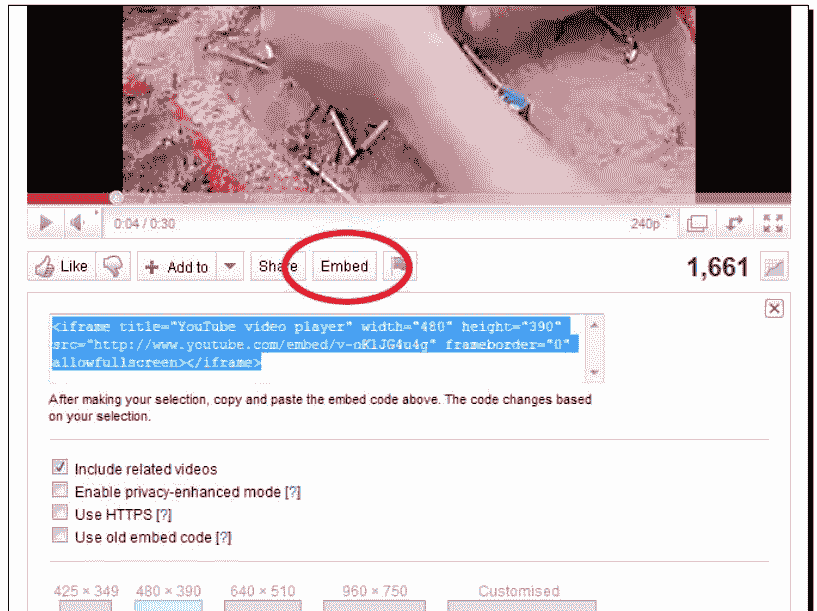 0:04 / 0:30 240p
Like Add to Share Embed 1,661
<iframe title="YouTube video player" width="480" height="390"
src="http://www.youtube.com/embed/v-oKlJG4u4g" frameborder="0"
allowfullscreen></iframe>
After making your selection, copy and paste the embed code above. The code changes based
on your selection.
Include related videos
Enable privacy-enhanced mode [?]
Use HTTPS [?]
Use old embed code [?]
425 × 349 480 × 390 640 × 510 960 × 750 Customised